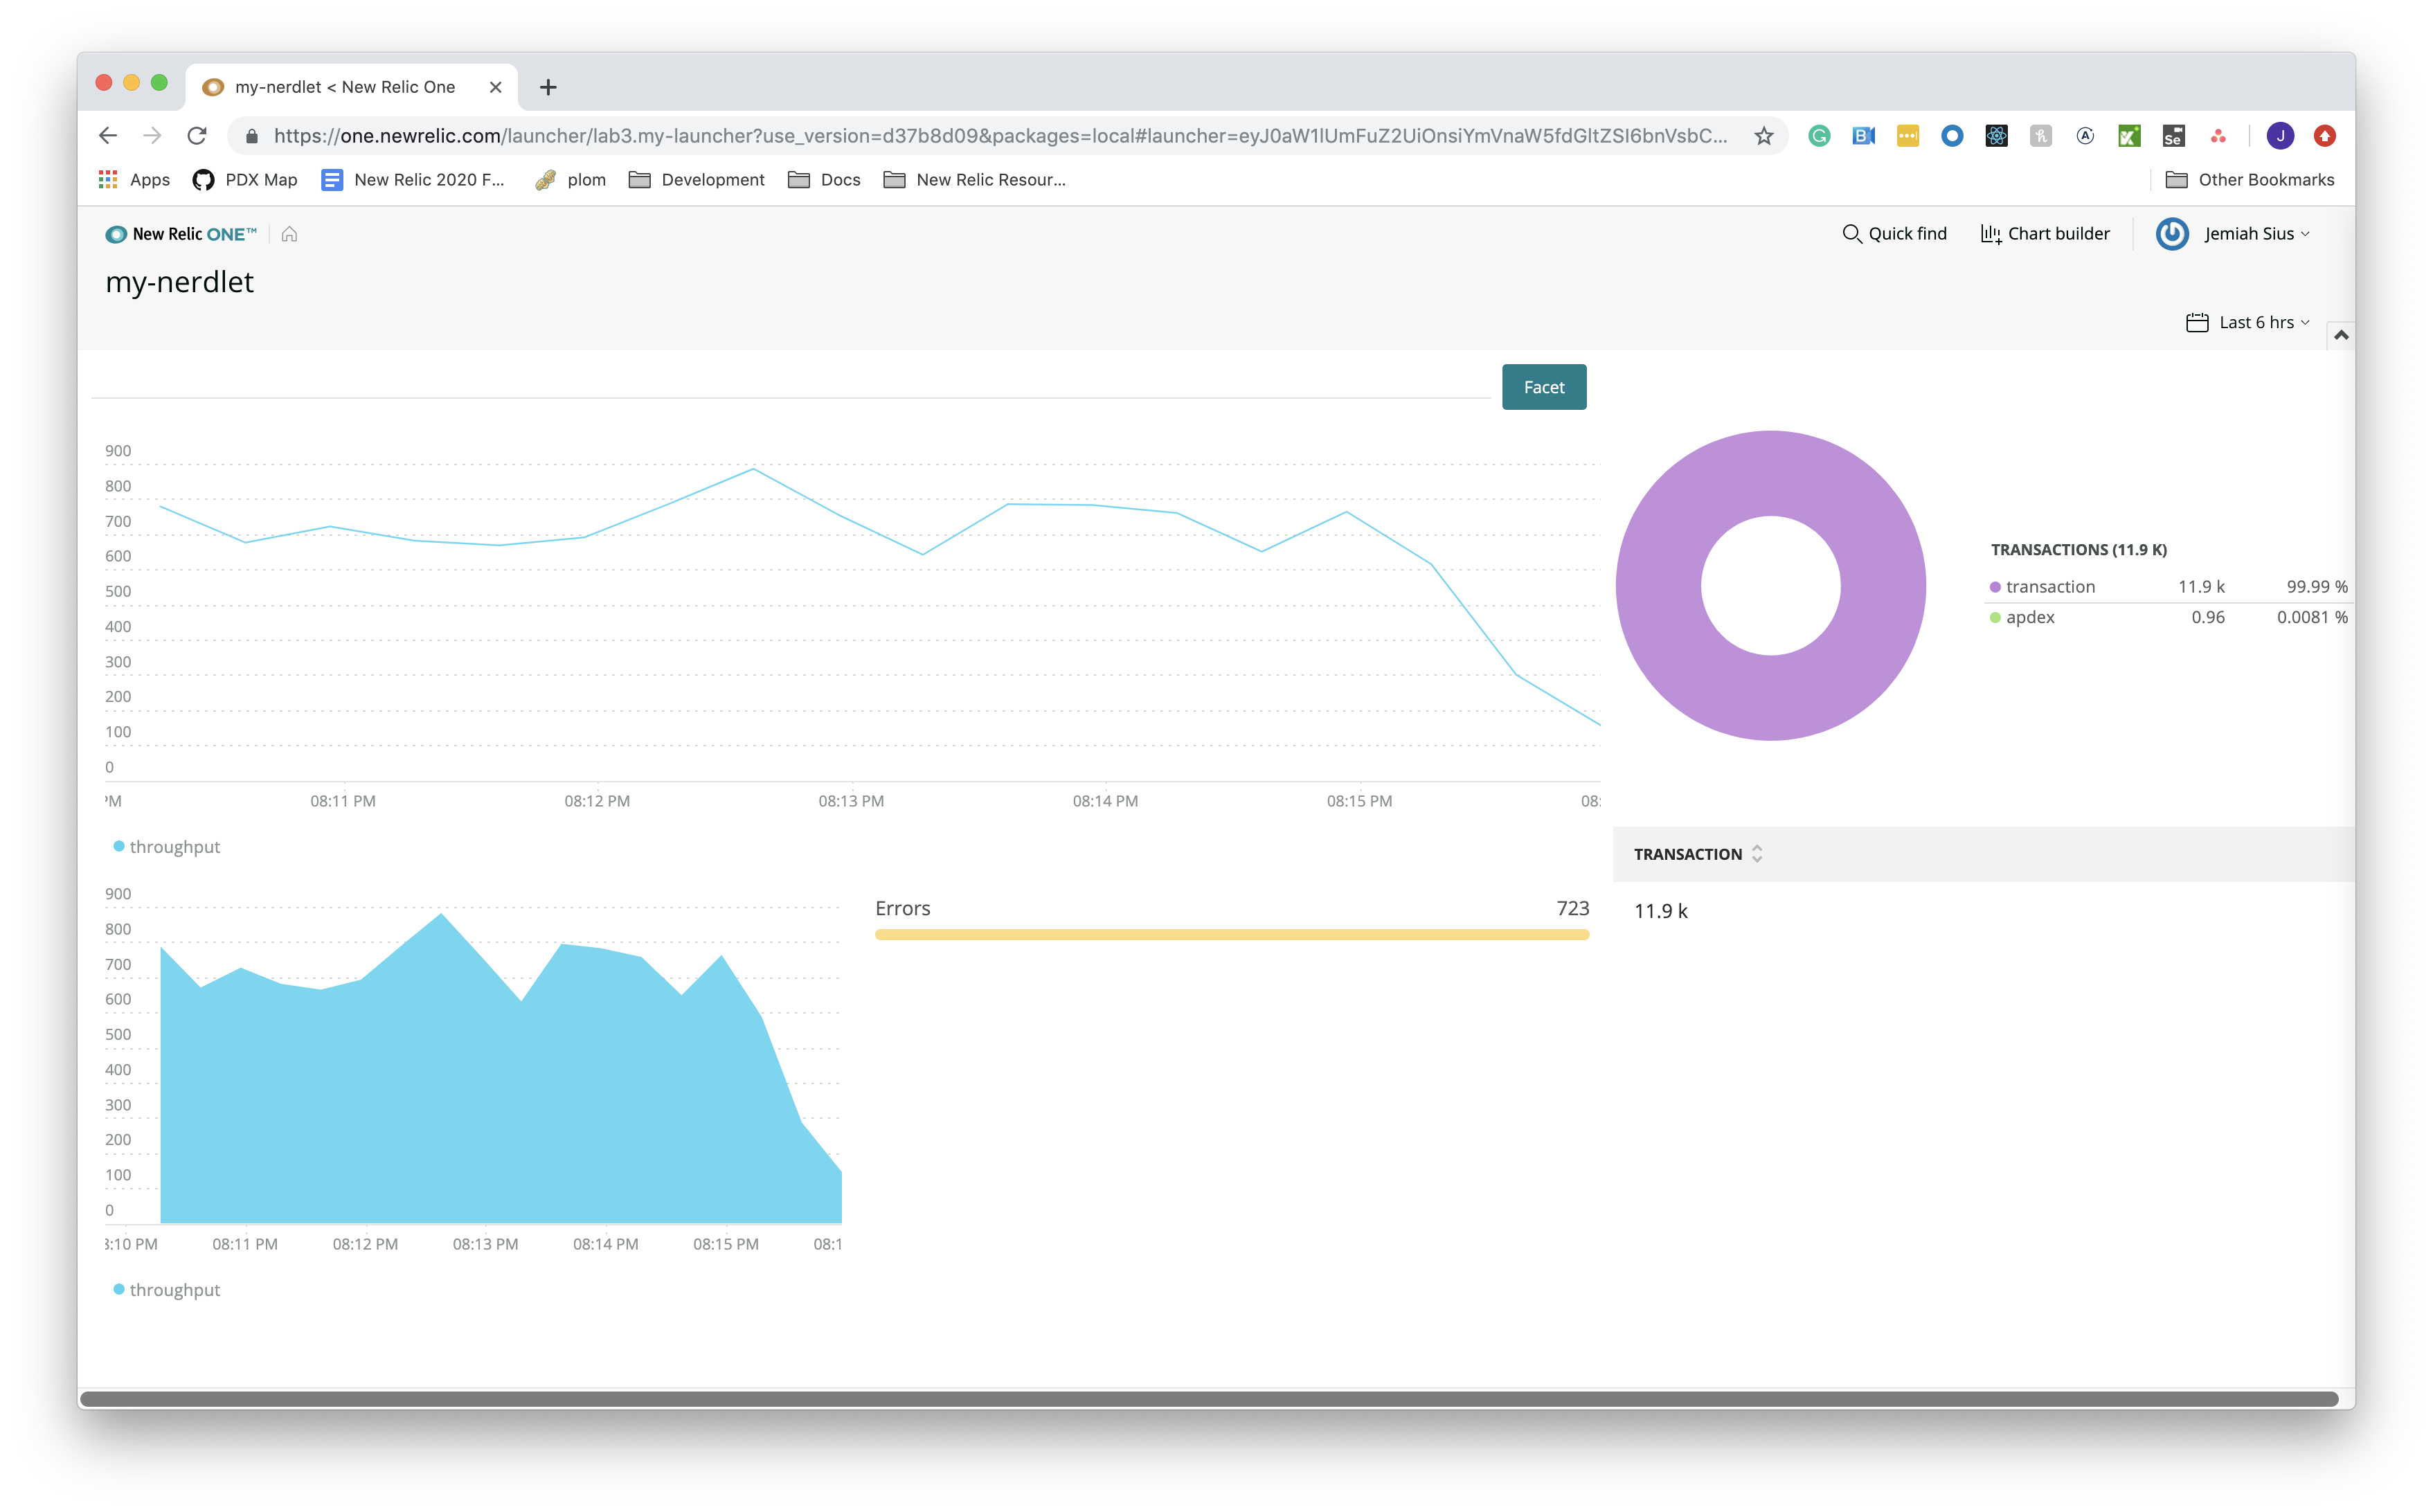 my-nerdlet < New Relic One
https://one.newrelic.com/launcher/lab3.my-launcher?use_version=d37b8d09&packages=local#launcher=eyJ0aW1lUmFuZ2UiOnsiYmVnaW5fdGltZSI6bnVsbC...
Apps PDX Map New Relic 2020 F... plom Development Docs New Relic Resour... Other Bookmarks
New Relic ONE™ Quick find Chart builder Jemiah Sius
my-nerdlet
Last 6 hrs
Facet
900
800
700
600
500
400
300
200
100
0
PM 08:11 PM 08:12 PM 08:13 PM 08:14 PM 08:15 PM 08:
throughput
TRANSACTIONS (11.9 K)
transaction 11.9 k 99.99 %
apdex 0.96 0.0081 %
900
800
700
600
500
400
300
200
100
0
:10 PM 08:11 PM 08:12 PM 08:13 PM 08:14 PM 08:15 PM 08:1
throughput
Errors 723
TRANSACTION
11.9 k